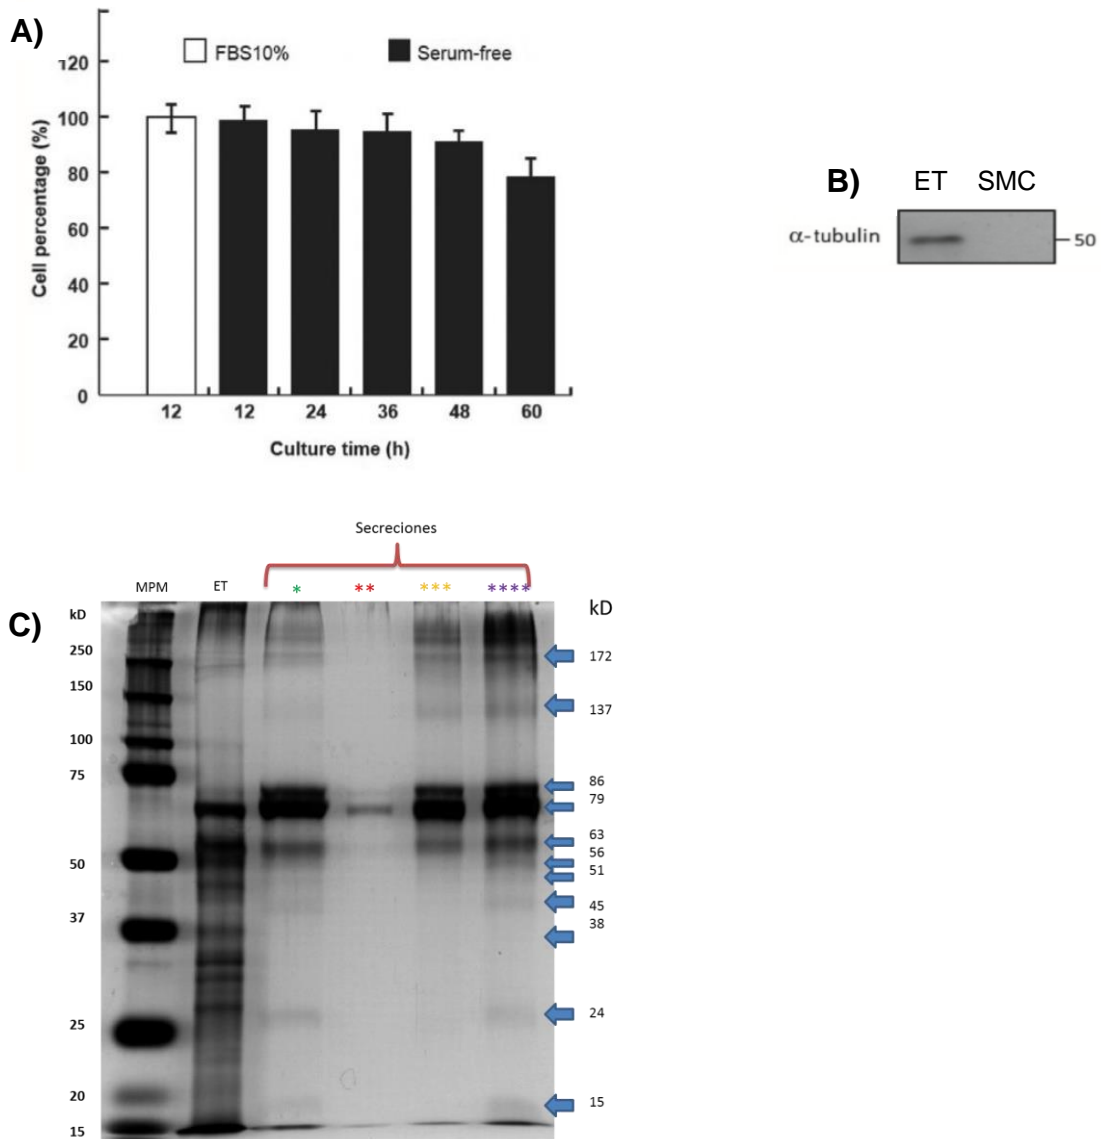 A)
FBS10%
Serum-free
120
100
80
60
40
20
0
Cell percentage (%)
12
12
24
36
48
60
Culture time (h)
B)
ET
SMC
α-tubulin
50
Secreciones
MPM
ET
*
**
***
****
C)
kD
250
150
100
75
50
37
25
20
15
kD
172
137
86
79
63
56
51
45
38
24
15